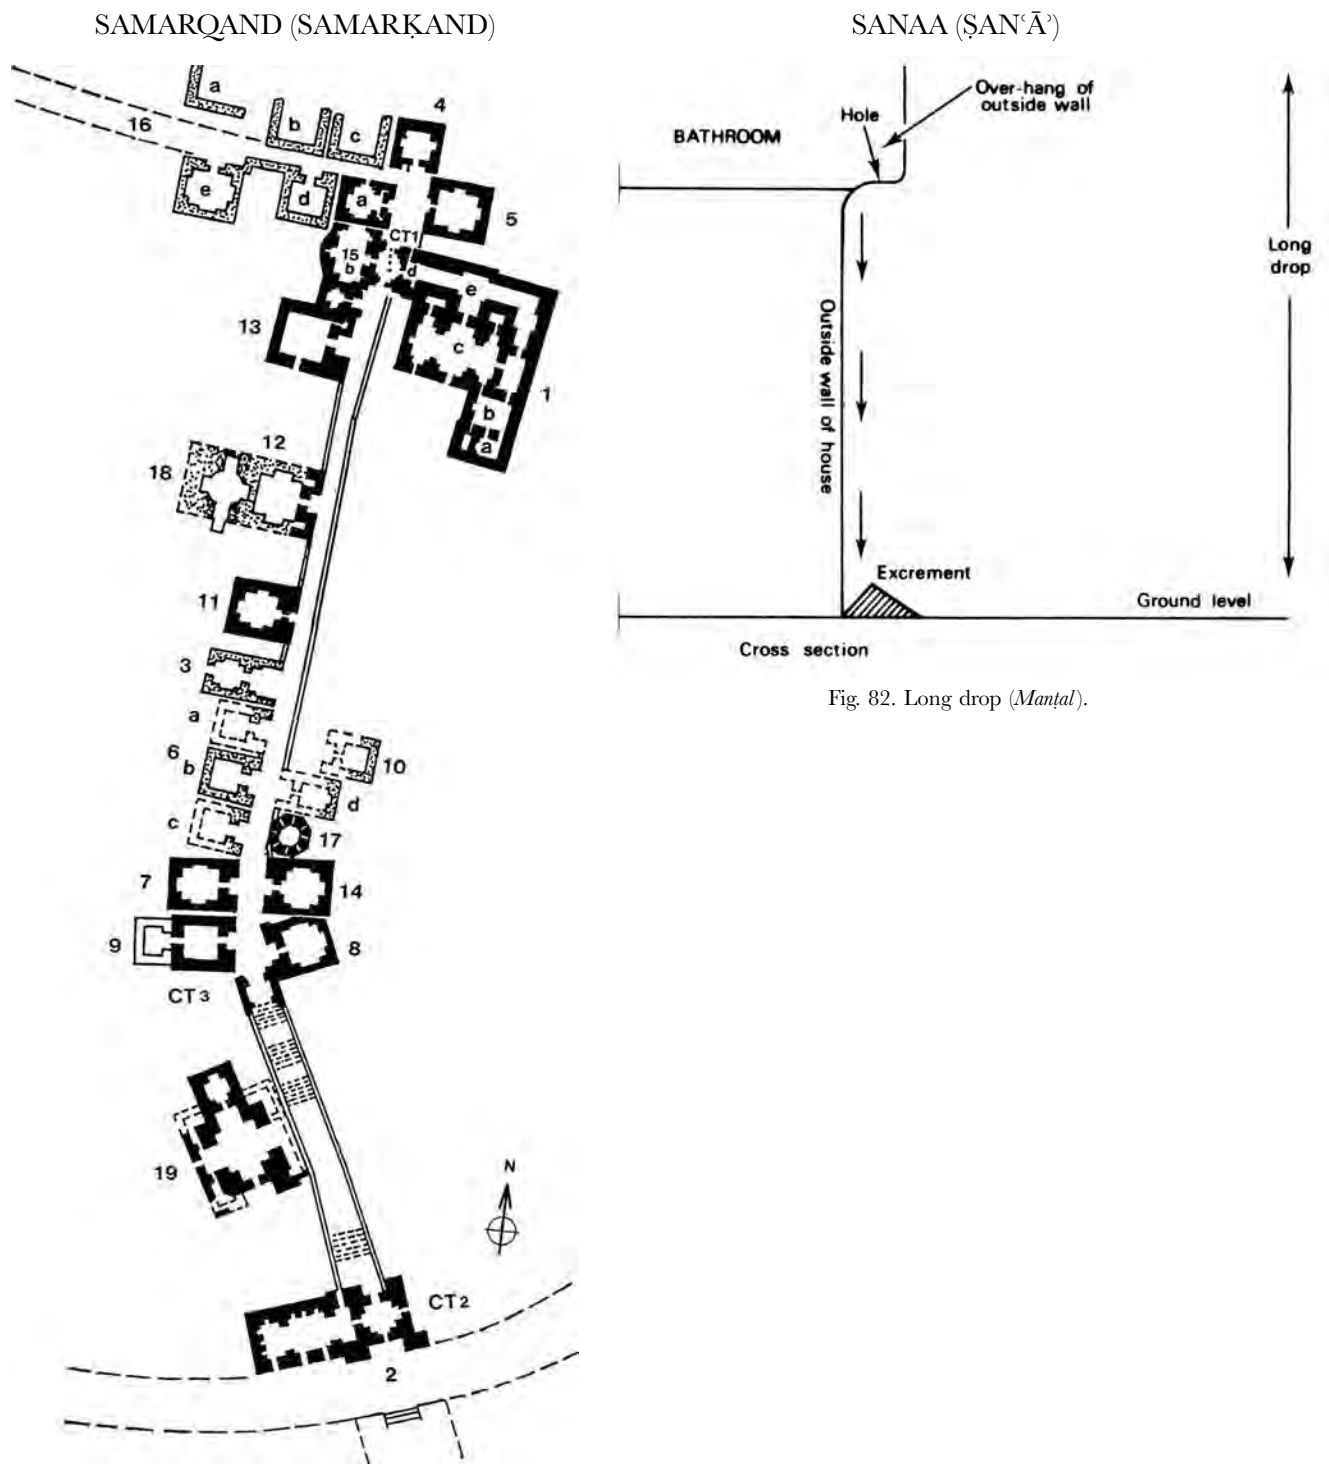 SAMARQAND (SAMARḲAND)
a
16
b
c
4
e
d
a
5
CT1
15
b
d
e
13
c
1
b
a
12
18
11
3
a
6
b
10
c
d
17
7
14
9
8
CT3
19
N
CT2
2
SANAA (ṢANʿĀʾ)
Over-hang of
outside wall
Hole
BATHROOM
Long
drop
Outside wall of house
Excrement
Ground level
Cross section
Fig. 82. Long drop (Manṭal).